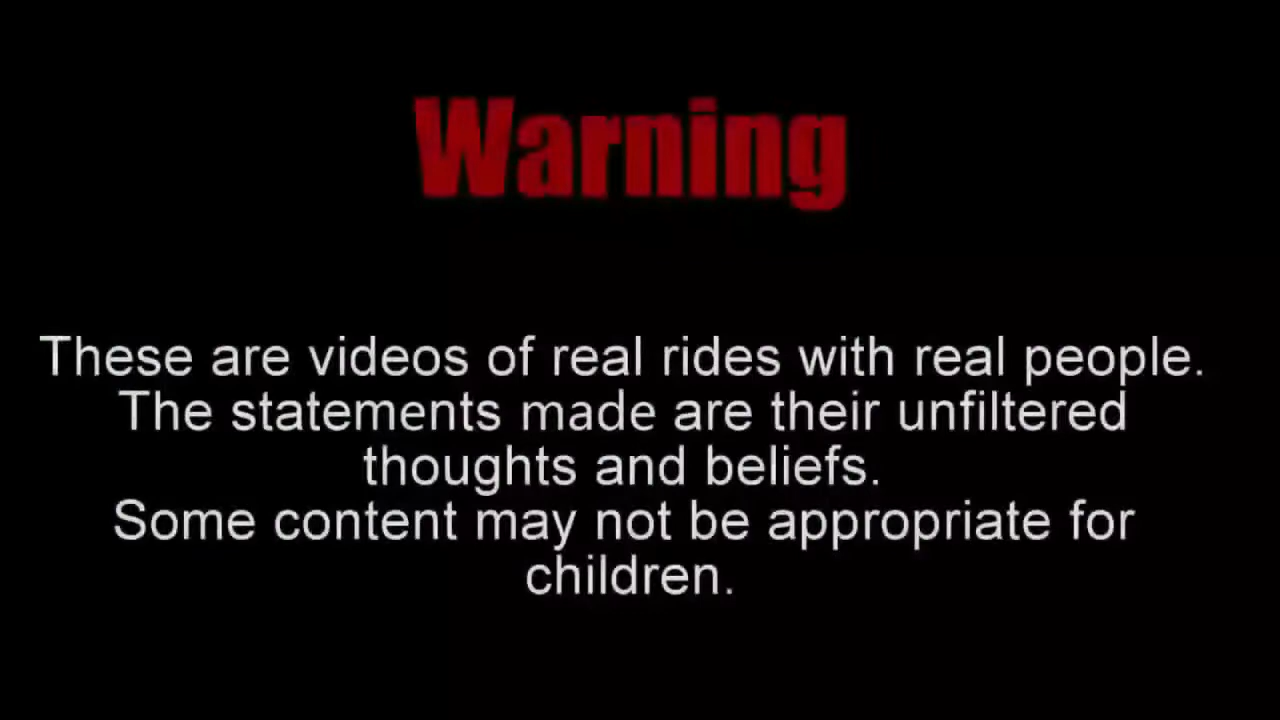 Warning
These are videos of real rides with real people.
The statements made are their unfiltered
thoughts and beliefs.
Some content may not be appropriate for
children.